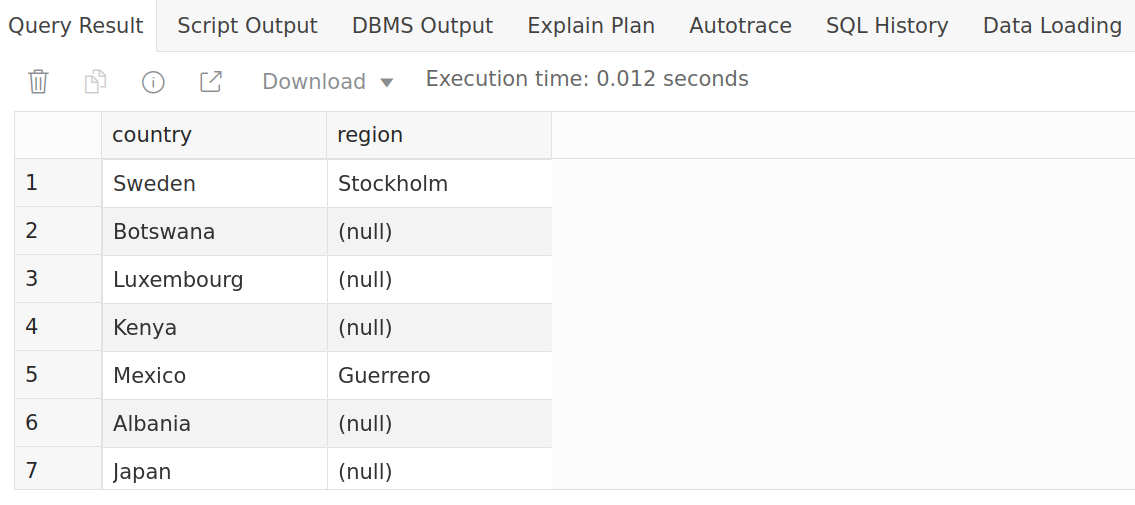 Query Result Script Output DBMS Output Explain Plan Autotrace SQL History Data Loading
Download Execution time: 0.012 seconds
country region
1 Sweden Stockholm
2 Botswana (null)
3 Luxembourg (null)
4 Kenya (null)
5 Mexico Guerrero
6 Albania (null)
7 Japan (null)